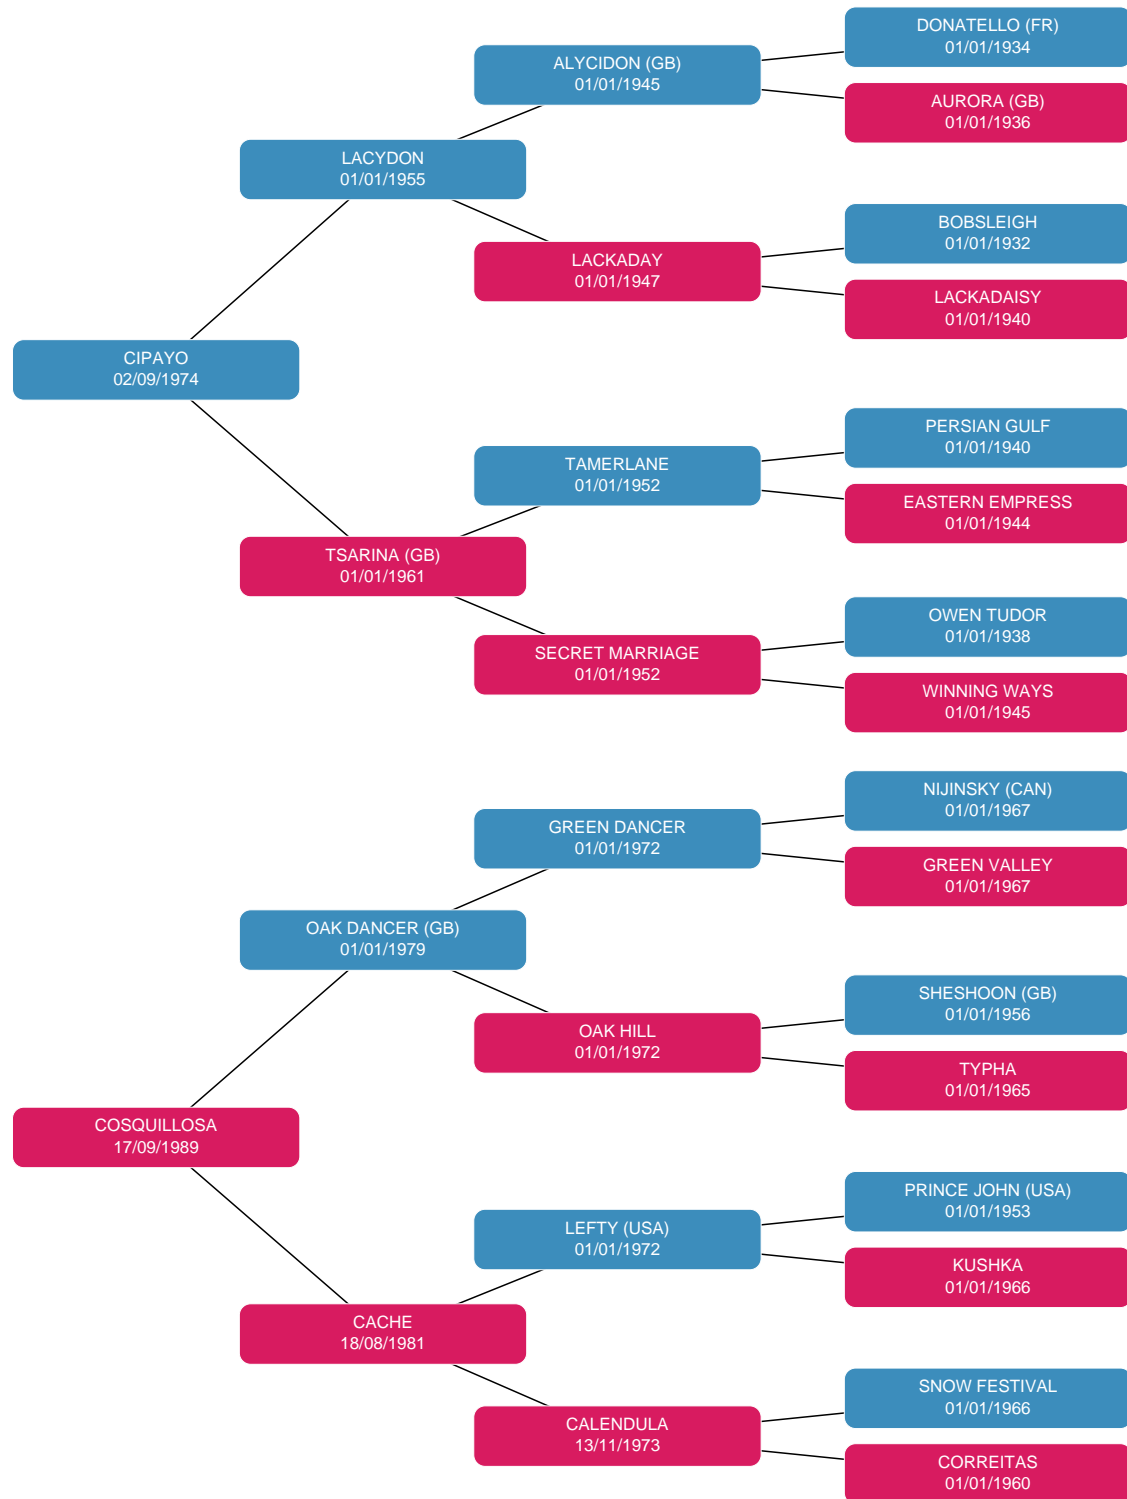 DONATELLO (FR)
01/01/1934
ALYCIDON (GB)
01/01/1945
AURORA (GB)
01/01/1936
LACYDON
01/01/1955
BOBSLEIGH
01/01/1932
LACKADAY
01/01/1947
LACKADAISY
01/01/1940
CIPAYO
02/09/1974
PERSIAN GULF
01/01/1940
TAMERLANE
01/01/1952
EASTERN EMPRESS
01/01/1944
TSARINA (GB)
01/01/1961
OWEN TUDOR
01/01/1938
SECRET MARRIAGE
01/01/1952
WINNING WAYS
01/01/1945
NIJINSKY (CAN)
01/01/1967
GREEN DANCER
01/01/1972
GREEN VALLEY
01/01/1967
OAK DANCER (GB)
01/01/1979
SHESHOON (GB)
01/01/1956
OAK HILL
01/01/1972
TYPHA
01/01/1965
COSQUILLOSA
17/09/1989
PRINCE JOHN (USA)
01/01/1953
LEFTY (USA)
01/01/1972
KUSHKA
01/01/1966
CACHE
18/08/1981
SNOW FESTIVAL
01/01/1966
CALENDULA
13/11/1973
CORREITAS
01/01/1960